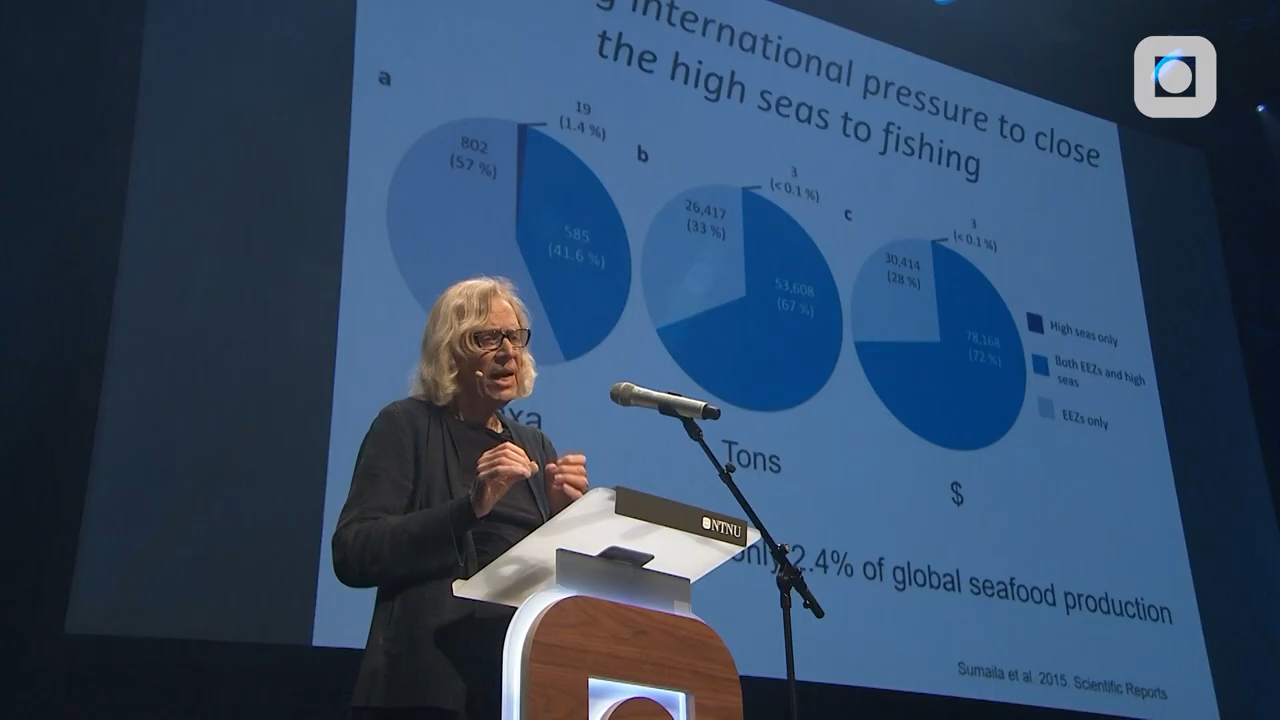 international pressure to close
the high seas to fishing
a
802
(57 %)
19
(1.4 %)
585
(41.6 %)
b
26,417
(33 %)
3
(<0.1 %)
53,608
(67 %)
c
30,414
(28 %)
3
(<0.1 %)
78,168
(72 %)
High seas only
Both EEZs and high
seas
EEZs only
Tons
$
only 2.4% of global seafood production
Sumaila et al. 2015. Scientific Reports
NTNU